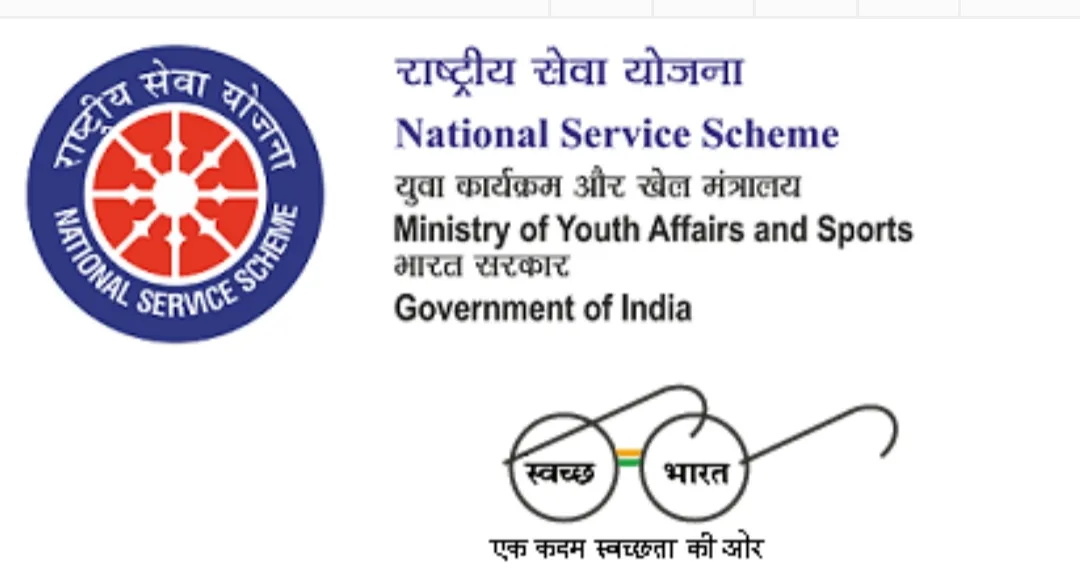 राष्ट्रीय सेवा योजना
NATIONAL SERVICE SCHEME
राष्ट्रीय सेवा योजना
National Service Scheme
युवा कार्यक्रम और खेल मंत्रालय
Ministry of Youth Affairs and Sports
भारत सरकार
Government of India
स्वच्छ भारत
एक कदम स्वच्छता की ओर